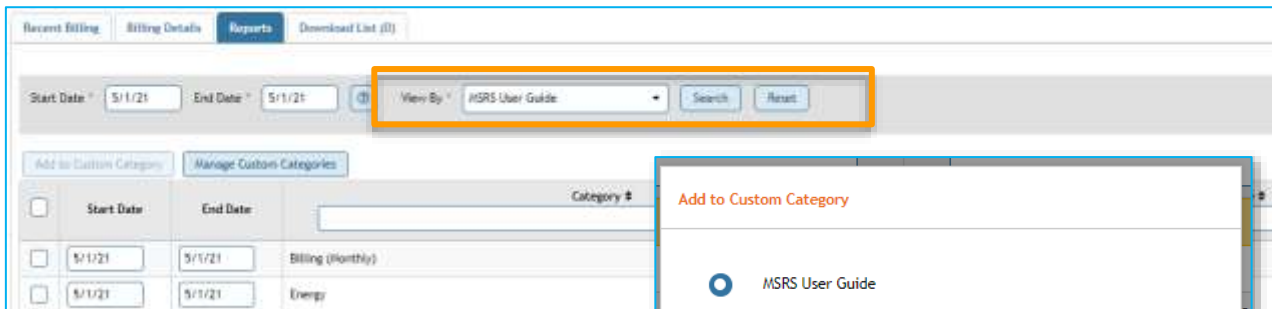 Recent Billing Billing Details Reports Download List (0)
Start Date * 5/1/21 End Date * 5/1/21 View By * MSRS User Guide Search Reset
Add to Custom Category Manage Custom Categories
Start Date End Date Category
Add to Custom Category
5/1/21 5/1/21 Billing (Monthly)
MSRS User Guide
5/1/21 5/1/21 Energy